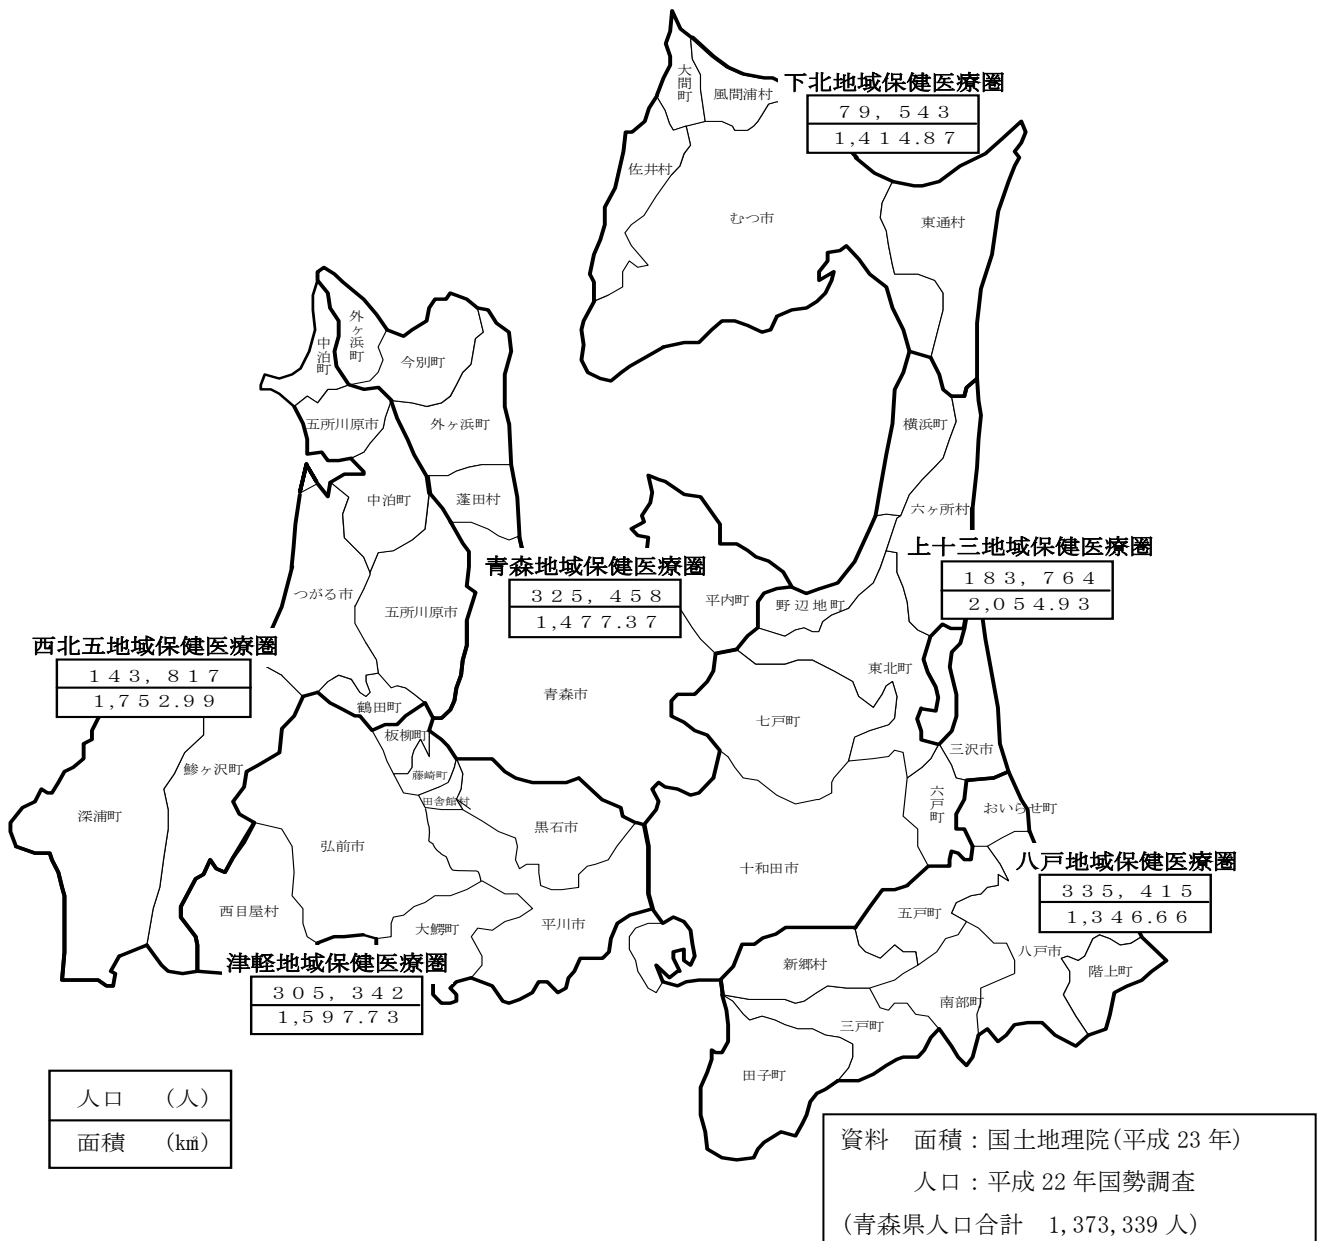 大間町
風間浦村
下北地域保健医療圏
79,543
1,414.87
佐井村
むつ市
東通村
外ヶ浜町
中泊町
今別町
五所川原市
外ヶ浜町
横浜町
中泊町
蓬田村
六ヶ所村
青森地域保健医療圏
325,458
1,477.37
上十三地域保健医療圏
183,764
2,054.93
つがる市
五所川原市
平内町
野辺地町
西北五地域保健医療圏
143,817
1,752.99
東北町
青森市
鶴田町
七戸町
板柳町
三沢市
鯵ヶ沢町
藤崎町
田舎館村
六戸町
おいらせ町
深浦町
黒石市
弘前市
十和田市
八戸地域保健医療圏
335,415
1,346.66
西目屋村
大鰐町
平川市
五戸町
八戸市
新郷村
階上町
津軽地域保健医療圏
305,342
1,597.73
南部町
三戸町
田子町
人口 (人)
面積 (k㎡)
資料 面積:国土地理院(平成23年)
人口:平成22年国勢調査
(青森県人口合計 1,373,339人)